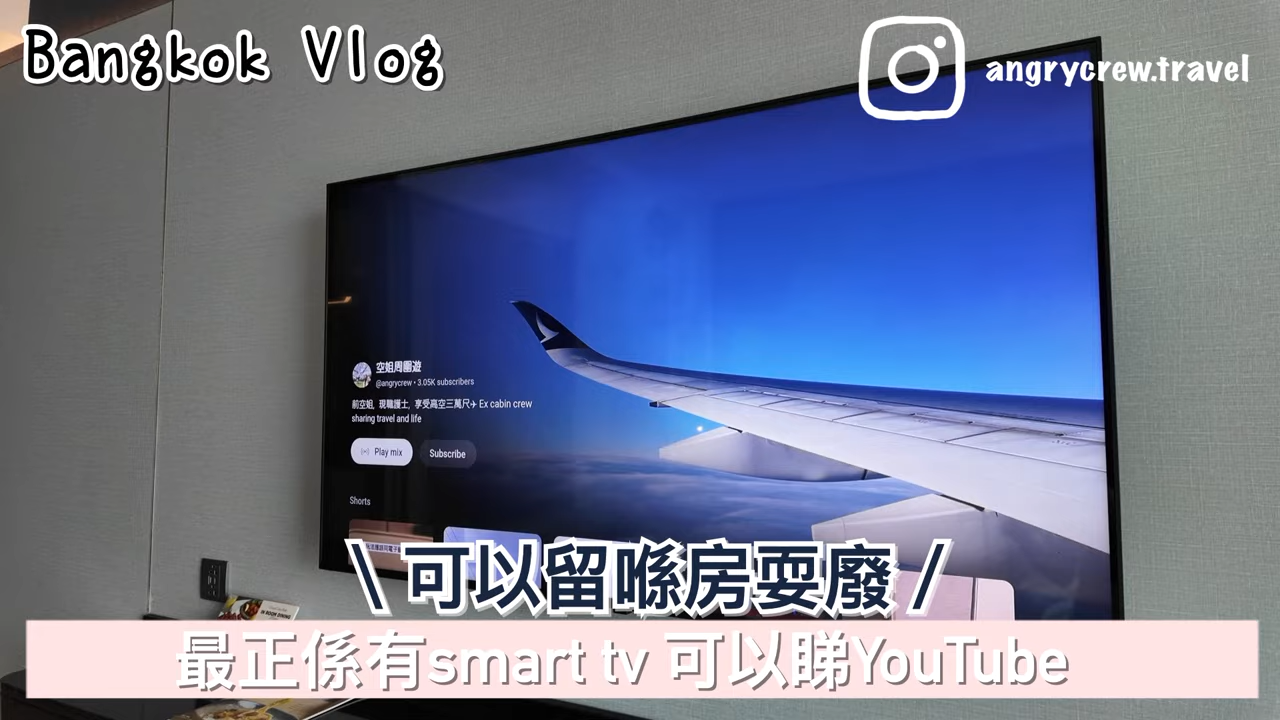 Bangkok Vlog
angrycrew.travel
空姐周圍遊
@angrycrew • 3.05K subscribers
前空姐, 現職護士, 享受高空三萬尺✈ Ex cabin crew
sharing travel and life
Play mix
Subscribe
Shorts
IN ROOM DINING
\ 可以留喺房耍廢 /
最正係有smart tv 可以睇YouTube